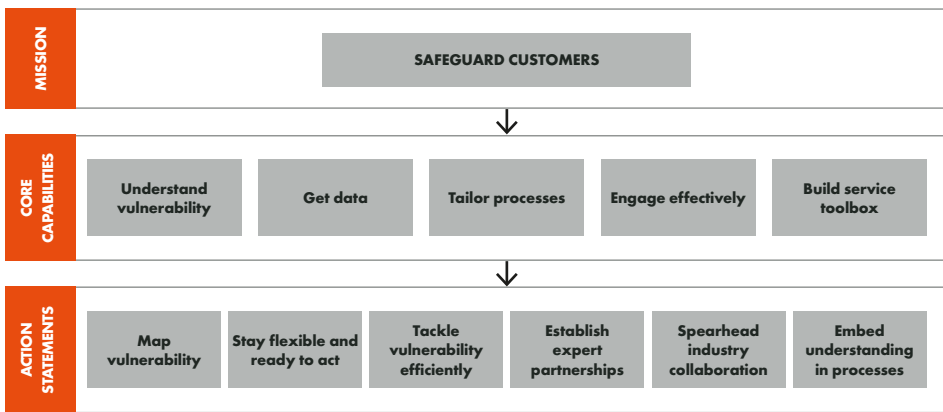 MISSION
SAFEGUARD CUSTOMERS
CORE
CAPABILITIES
Understand
vulnerability
Get data
Tailor processes
Engage effectively
Build service
toolbox
ACTION
STATEMENTS
Map
vulnerability
Stay flexible and
ready to act
Tackle
vulnerability
efficiently
Establish
expert
partnerships
Spearhead
industry
collaboration
Embed
understanding
in processes